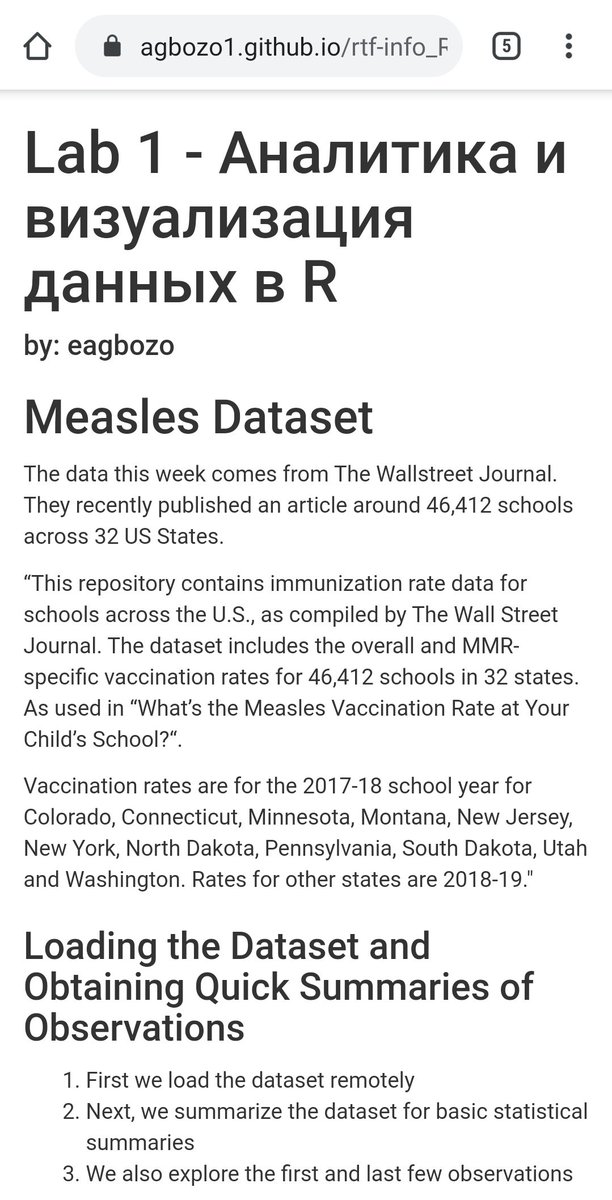 agbozo1.github.io/rtf-info_R
5
Lab 1 - Аналитика и
визуализация
данных в R
by: eagbozo
Measles Dataset
The data this week comes from The Wallstreet Journal.
They recently published an article around 46,412 schools
across 32 US States.
“This repository contains immunization rate data for
schools across the U.S., as compiled by The Wall Street
Journal. The dataset includes the overall and MMR-
specific vaccination rates for 46,412 schools in 32 states.
As used in “What’s the Measles Vaccination Rate at Your
Child’s School?“.
Vaccination rates are for the 2017-18 school year for
Colorado, Connecticut, Minnesota, Montana, New Jersey,
New York, North Dakota, Pennsylvania, South Dakota, Utah
and Washington. Rates for other states are 2018-19."
Loading the Dataset and
Obtaining Quick Summaries of
Observations
1. First we load the dataset remotely
2. Next, we summarize the dataset for basic statistical
summaries
3. We also explore the first and last few observations